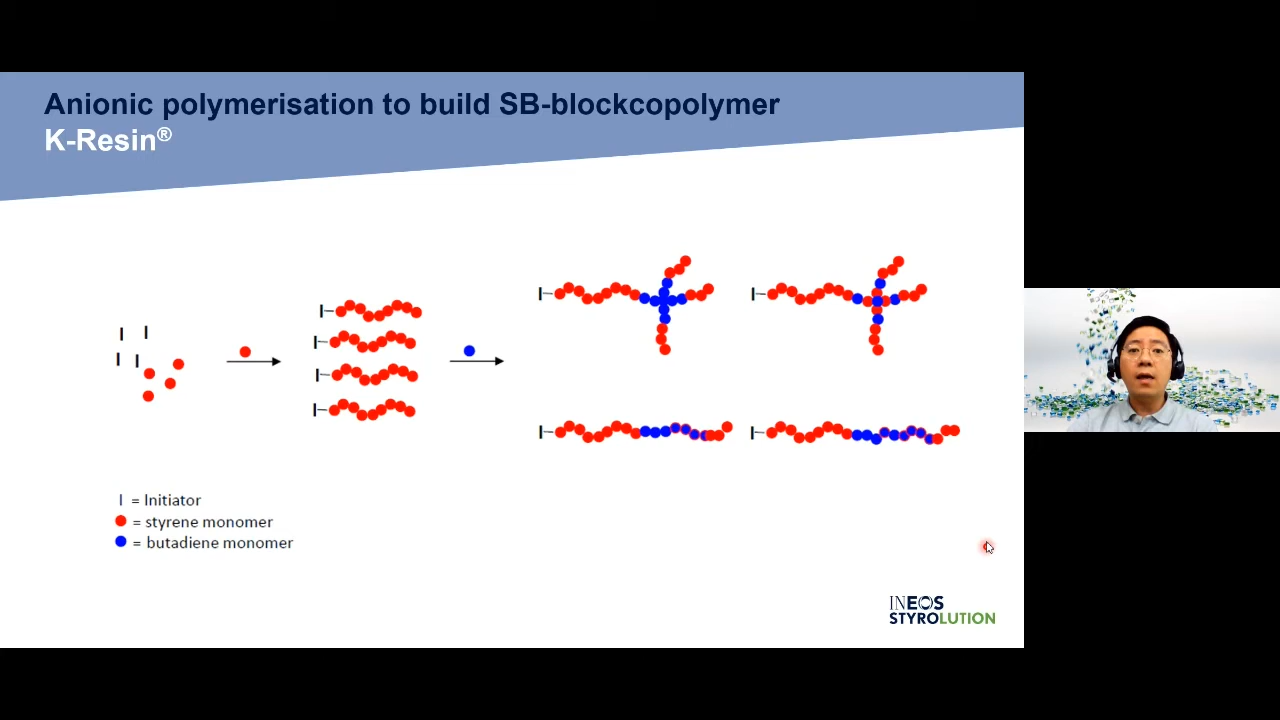 Anionic polymerisation to build SB-blockcopolymer
K-Resin®
I I
I I
I
I
I
I
I
I
I
I
I = Initiator
= styrene monomer
= butadiene monomer
INEOS
STYROLUTION